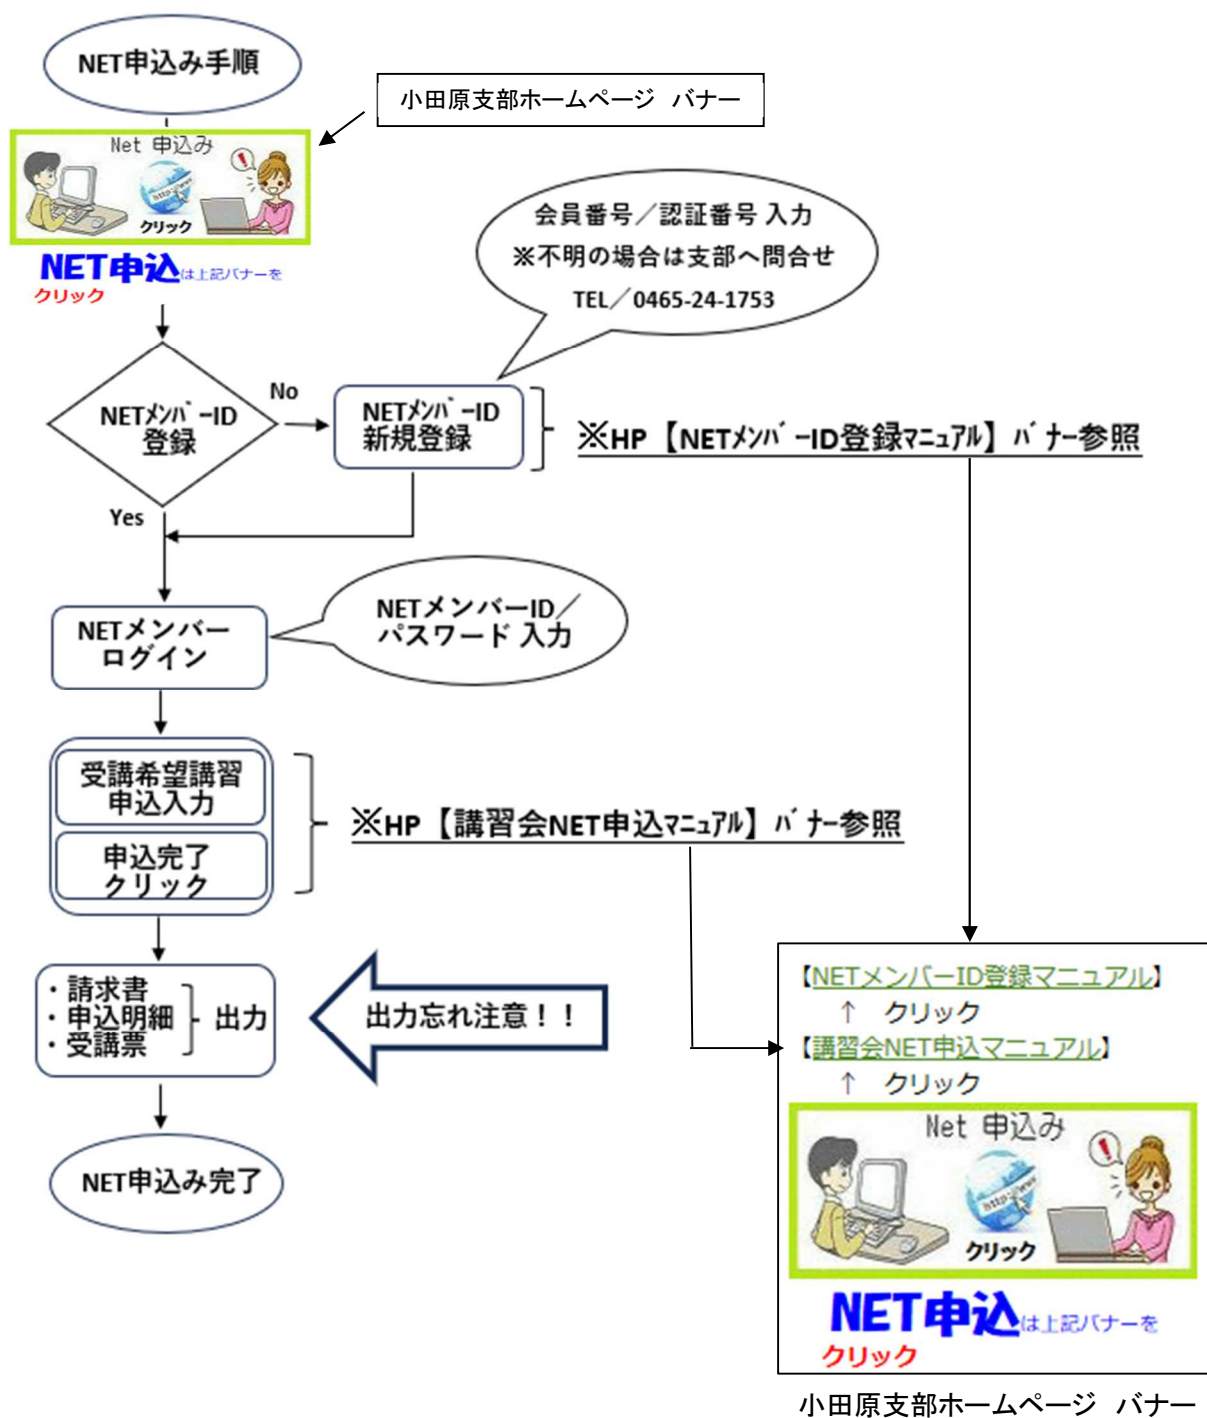 NET申込み手順
小田原支部ホームページ　バナー
Net 申込み
クリック
NET申込は上記バナーを
クリック
会員番号／認証番号 入力
※不明の場合は支部へ問合せ
TEL／0465-24-1753
NETﾒﾝﾊﾞｰID
登録
No
Yes
NETﾒﾝﾊﾞｰID
新規登録
※HP【NETﾒﾝﾊﾞｰID登録ﾏﾆｭｱﾙ】ﾊﾞﾅｰ参照
NETメンバー
ログイン
NETメンバーID／
パスワード 入力
受講希望講習
申込入力
申込完了
クリック
※HP【講習会NET申込ﾏﾆｭｱﾙ】ﾊﾞﾅｰ参照
・請求書
・申込明細
・受講票
出力
出力忘れ注意！！
NET申込み完了
【NETメンバーID登録マニュアル】
↑　クリック
【講習会NET申込マニュアル】
↑　クリック
Net 申込み
クリック
NET申込は上記バナーを
クリック
小田原支部ホームページ　バナー